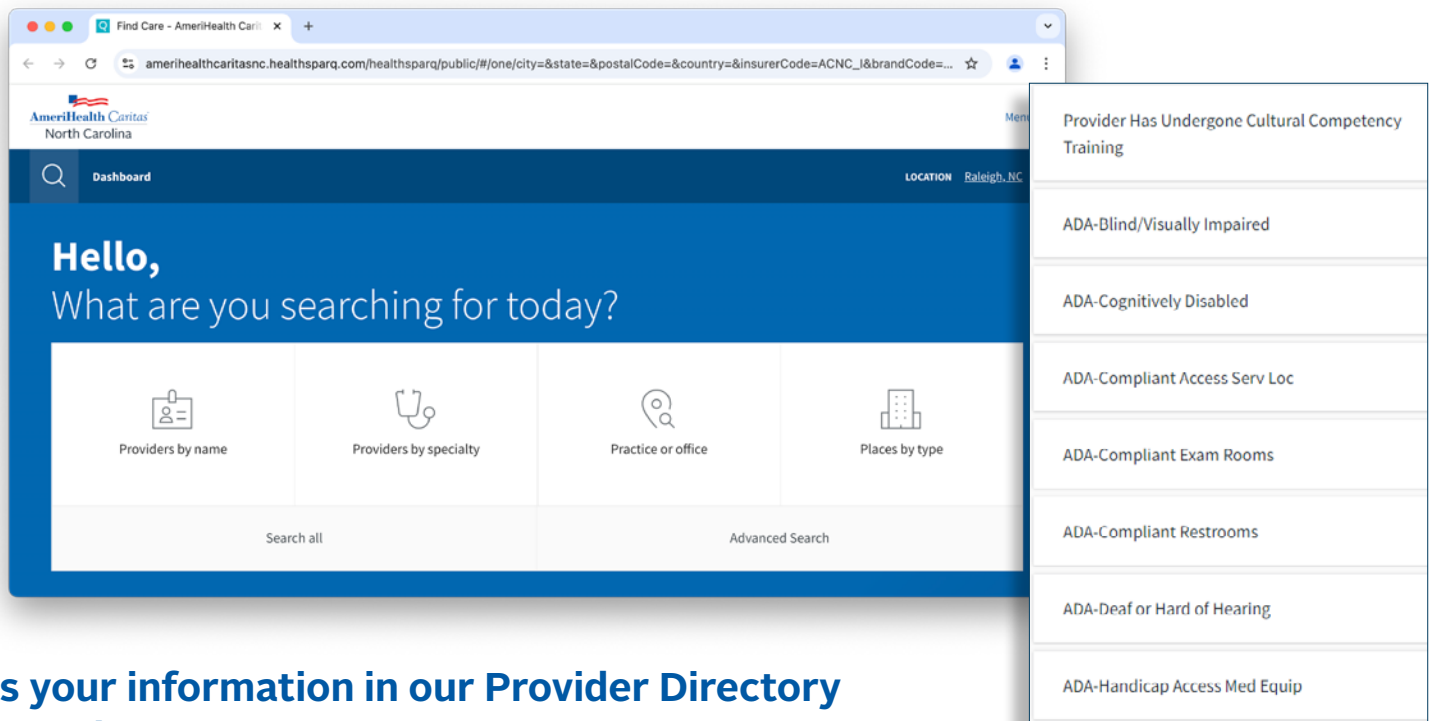 Find Care - AmeriHealth Carit
amerihealthcaritasnc.healthsparq.com/healthsparq/public/#/one/city=&state=&postalCode=&country=&insurerCode=ACNC_I&brandCode=...
AmeriHealth Caritas
North Carolina
Men
Dashboard
LOCATION Raleigh, NC
Hello,
What are you searching for today?
Providers by name
Providers by specialty
Practice or office
Places by type
Search all
Advanced Search
Provider Has Undergone Cultural Competency
Training
ADA-Blind/Visually Impaired
ADA-Cognitively Disabled
ADA-Compliant Access Serv Loc
ADA-Compliant Exam Rooms
ADA-Compliant Restrooms
ADA-Deaf or Hard of Hearing
ADA-Handicap Access Med Equip
s your information in our Provider Directory